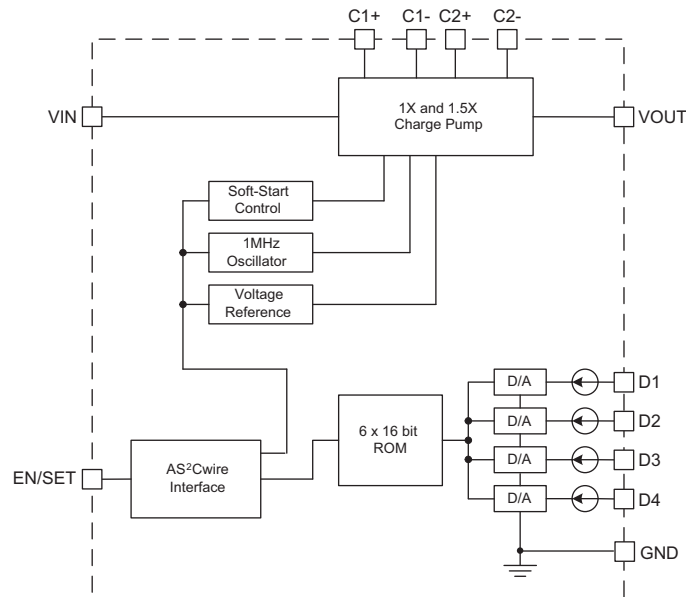 C1+ C1- C2+ C2-
VIN
1X and 1.5X
Charge Pump
VOUT
Soft-Start
Control
1MHz
Oscillator
Voltage
Reference
D/A
D1
D/A
D2
D/A
D3
D/A
D4
6 x 16 bit
ROM
EN/SET
AS²Cwire
Interface
GND